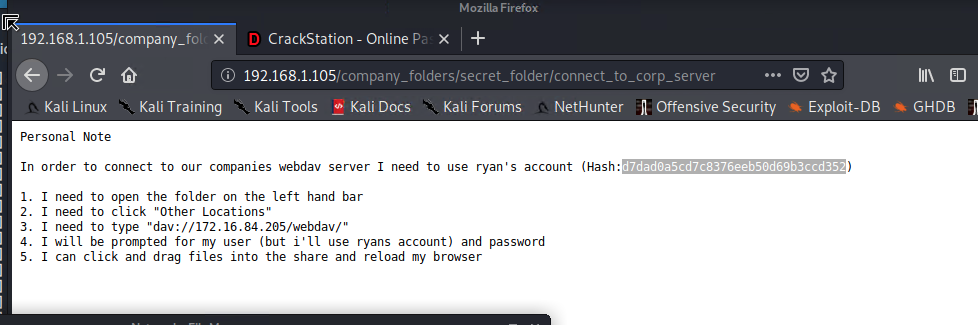 Mozilla Firefox
192.168.1.105/company_fol
CrackStation - Online Pa
192.168.1.105/company_folders/secret_folder/connect_to_corp_server
Kali Linux Kali Training Kali Tools Kali Docs Kali Forums NetHunter Offensive Security Exploit-DB GHDB
Personal Note
In order to connect to our companies webdav server I need to use ryan's account (Hash:d7dad0a5cd7c8376eeb50d69b3ccd352)
1. I need to open the folder on the left hand bar
2. I need to click "Other Locations"
3. I need to type "dav://172.16.84.205/webdav/"
4. I will be prompted for my user (but i'll use ryans account) and password
5. I can click and drag files into the share and reload my browser